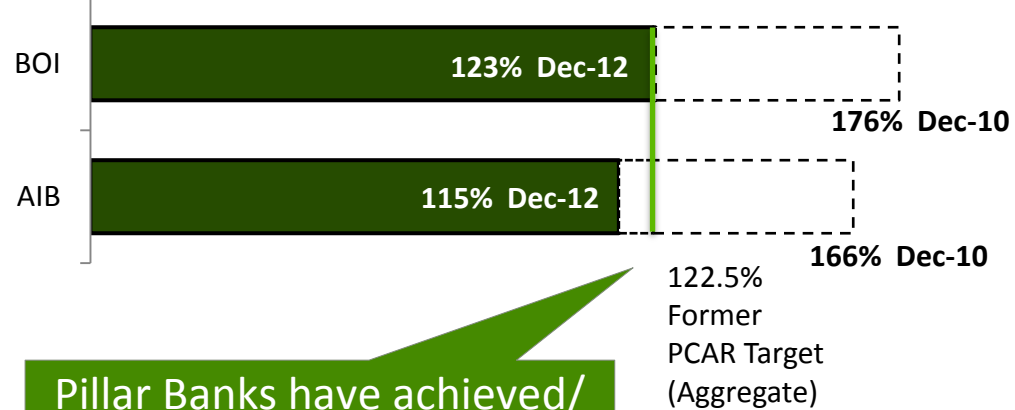 BOI
123% Dec-12
176% Dec-10
AIB
115% Dec-12
166% Dec-10
122.5%
Former
PCAR Target
(Aggregate)
Pillar Banks have achieved/